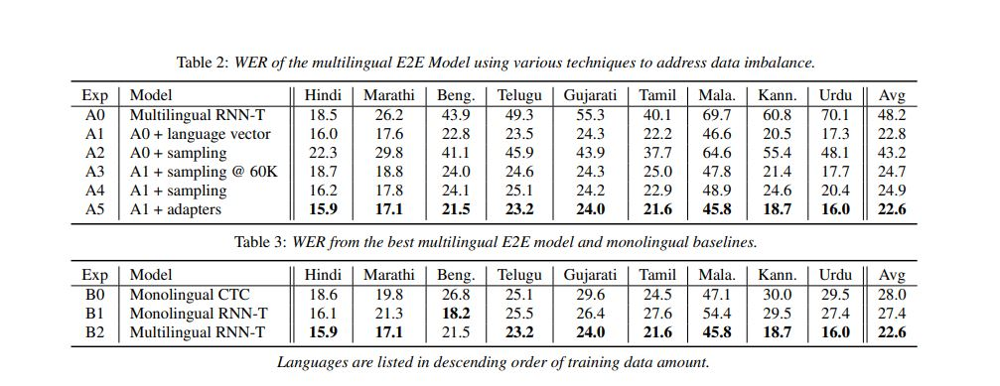 Table 2: WER of the multilingual E2E Model using various techniques to address data imbalance.
Exp Model Hindi Marathi Beng. Telugu Gujarati Tamil Mala. Kann. Urdu Avg
A0 Multilingual RNN-T 18.5 26.2 43.9 49.3 55.3 40.1 69.7 60.8 70.1 48.2
A1 A0 + language vector 16.0 17.6 22.8 23.5 24.3 22.2 46.6 20.5 17.3 22.8
A2 A0 + sampling 22.3 29.8 41.1 45.9 43.9 37.7 64.6 55.4 48.1 43.2
A3 A1 + sampling @ 60K 18.7 18.8 24.0 24.6 24.3 25.0 47.8 21.4 17.7 24.7
A4 A1 + sampling 16.2 17.8 24.1 25.1 24.2 22.9 48.9 24.6 20.4 24.9
A5 A1 + adapters 15.9 17.1 21.5 23.2 24.0 21.6 45.8 18.7 16.0 22.6
Table 3: WER from the best multilingual E2E model and monolingual baselines.
Exp Model Hindi Marathi Beng. Telugu Gujarati Tamil Mala. Kann. Urdu Avg
B0 Monolingual CTC 18.6 19.8 26.8 25.1 29.6 24.5 47.1 30.0 29.5 28.0
B1 Monolingual RNN-T 16.1 21.3 18.2 25.5 26.4 27.6 54.4 29.5 27.4 27.4
B2 Multilingual RNN-T 15.9 17.1 21.5 23.2 24.0 21.6 45.8 18.7 16.0 22.6
Languages are listed in descending order of training data amount.